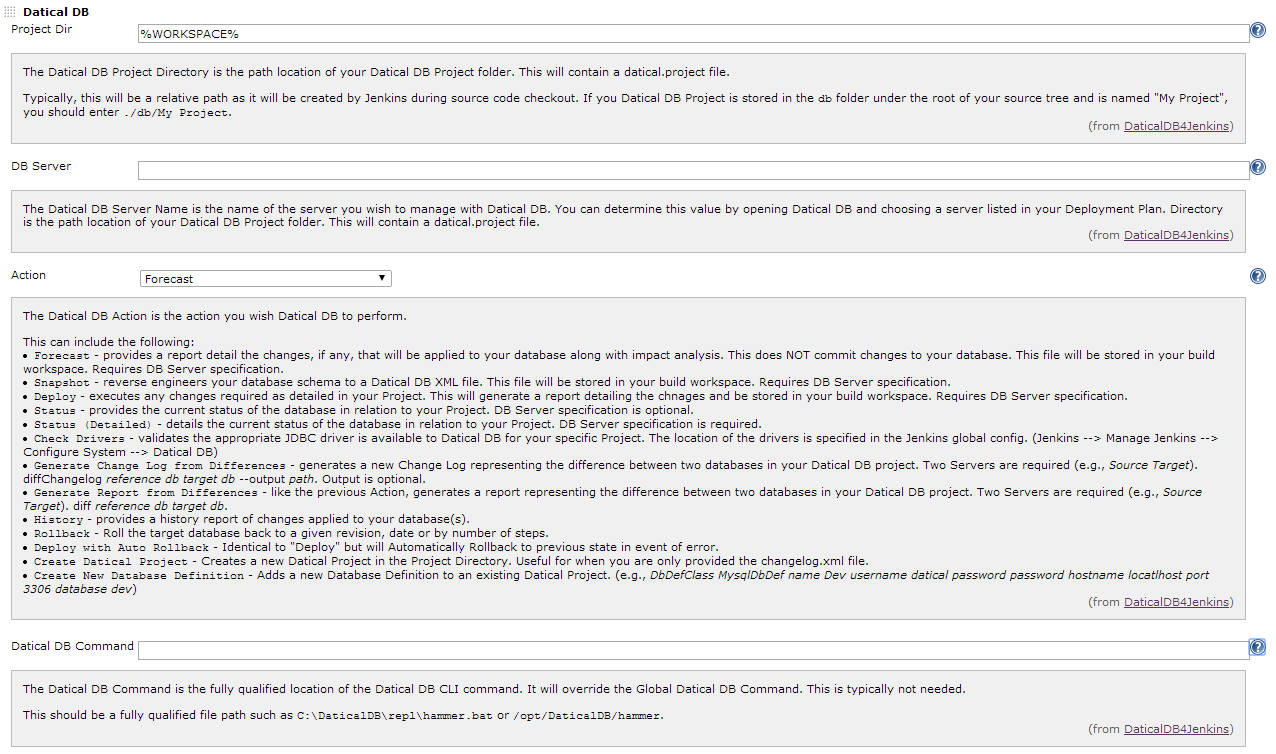 Datical DB
Project Dir
%WORKSPACE%
The Datical DB Project Directory is the path location of your Datical DB Project folder. This will contain a datical.project file.
Typically, this will be a relative path as it will be created by Jenkins during source code checkout. If you Datical DB Project is stored in the db folder under the root of your source tree and is named "My Project",
you should enter ./db/My Project.
(from DaticalDB4Jenkins)
DB Server
The Datical DB Server Name is the name of the server you wish to manage with Datical DB. You can determine this value by opening Datical DB and choosing a server listed in your Deployment Plan. Directory
is the path location of your Datical DB Project folder. This will contain a datical.project file.
(from DaticalDB4Jenkins)
Action
Forecast
The Datical DB Action is the action you wish Datical DB to perform.
This can include the following:
• Forecast - provides a report detail the changes, if any, that will be applied to your database along with impact analysis. This does NOT commit changes to your database. This file will be stored in your build
workspace. Requires DB Server specification.
• Snapshot - reverse engineers your database schema to a Datical DB XML file. This file will be stored in your build workspace. Requires DB Server specification.
• Deploy - executes any changes required as detailed in your Project. This will generate a report detailing the chnages and be stored in your build workspace. Requires DB Server specification.
• Status - provides the current status of the database in relation to your Project. DB Server specification is optional.
• Status (Detailed) - details the current status of the database in relation to your Project. DB Server specification is required.
• Check Drivers - validates the appropriate JDBC driver is available to Datical DB for your specific Project. The location of the drivers is specified in the Jenkins global config. (Jenkins --> Manage Jenkins -->
Configure System --> Datical DB)
• Generate Change Log from Differences - generates a new Change Log representing the difference between two databases in your Datical DB project. Two Servers are required (e.g., Source Target).
diffChangelog reference db target db --output path. Output is optional.
• Generate Report from Differences - like the previous Action, generates a report representing the difference between two databases in your Datical DB project. Two Servers are required (e.g., Source
Target). diff reference db target db.
• History - provides a history report of changes applied to your database(s).
• Rollback - Roll the target database back to a given revision, date or by number of steps.
• Deploy with Auto Rollback - Identical to "Deploy" but will Automatically Rollback to previous state in event of error.
• Create Datical Project - Creates a new Datical Project in the Project Directory. Useful for when you are only provided the changelog.xml file.
• Create New Database Definition - Adds a new Database Definition to an existing Datical Project. (e.g., DbDefClass MysqlDbDef name Dev username datical password password hostname locatlhost port
3306 database dev)
(from DaticalDB4Jenkins)
Datical DB Command
The Datical DB Command is the fully qualified location of the Datical DB CLI command. It will override the Global Datical DB Command. This is typically not needed.
This should be a fully qualified file path such as C:\DaticalDB\repl\hammer.bat or /opt/DaticalDB/hammer.
(from DaticalDB4Jenkins)